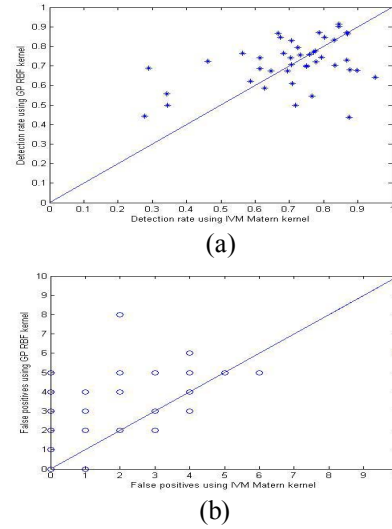 1
0.9
0.8
0.7
0.6
0.5
0.4
0.3
0.2
0.1
0
Detection rate using GP RBF kernel
0 0.1 0.2 0.3 0.4 0.5 0.6 0.7 0.8 0.9
Detection rate using IVM Matern kernel
(a)
10
9
8
7
6
5
4
3
2
1
0
False positives using GP RBF kernel
0 1 2 3 4 5 6 7 8 9
False positives using IVM Matern kernel
(b)